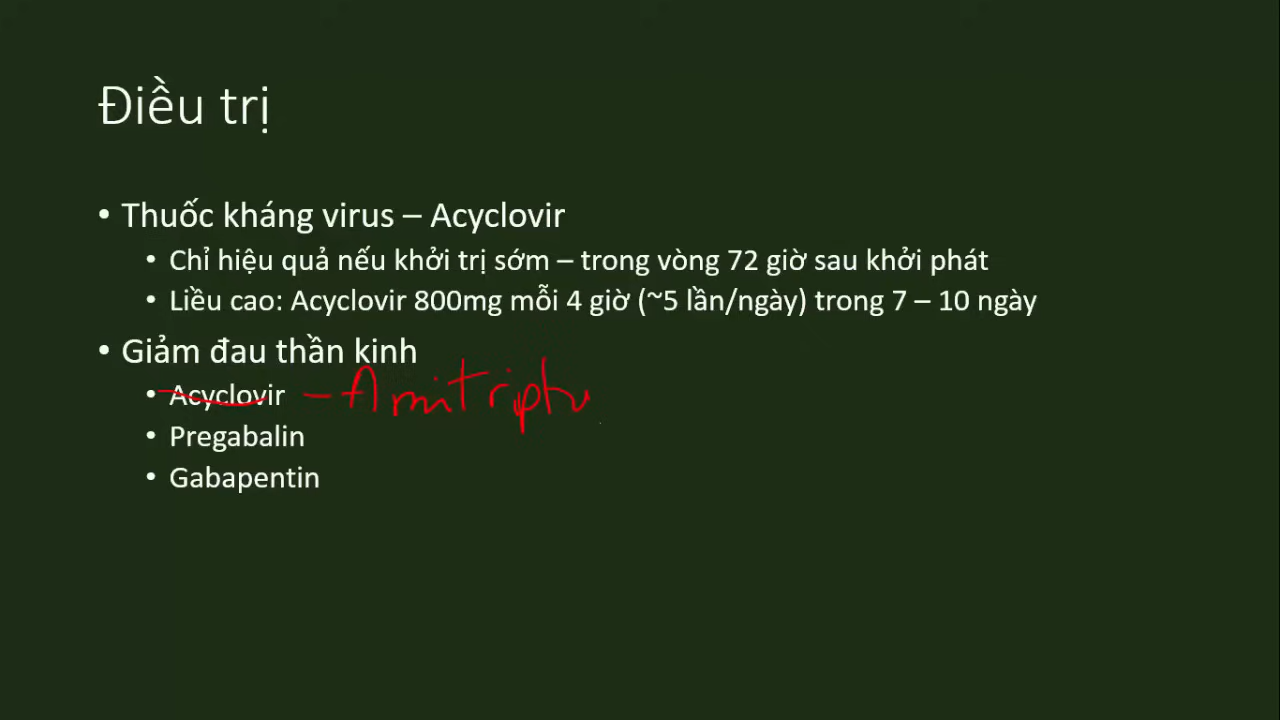 Điều trị
• Thuốc kháng virus – Acyclovir
• Chỉ hiệu quả nếu khởi trị sớm – trong vòng 72 giờ sau khởi phát
• Liều cao: Acyclovir 800mg mỗi 4 giờ (~5 lần/ngày) trong 7 – 10 ngày
• Giảm đau thần kinh
• Acyclovir – Amitripty
• Pregabalin
• Gabapentin